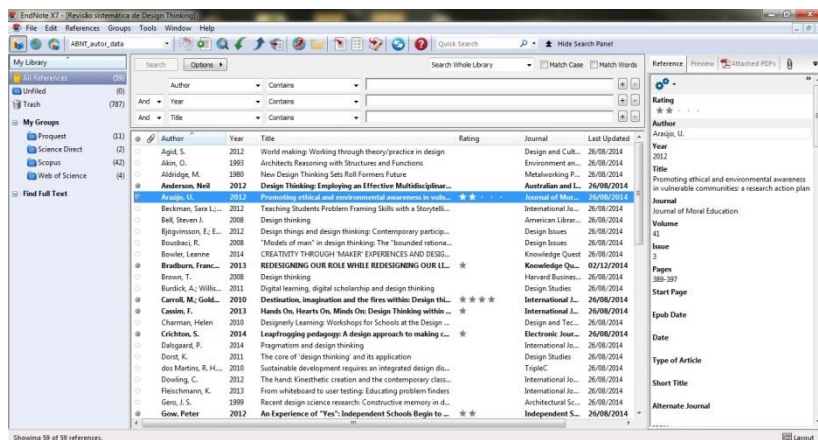 EndNote X7 - [Revisão sistemática de Design Thinking]
File Edit References Groups Tools Window Help
ABNT_autor_data Quick Search Hide Search Panel
My Library
All References (59)
Unfiled (0)
Trash (787)
My Groups
Proquest (11)
Science Direct (2)
Scopus (42)
Web of Science (4)
Find Full Text
Search Options Search Whole Library Match Case Match Words
Author Contains
And Year Contains
And Title Contains
Author Year Title Rating Journal Last Updated
Agid, S. 2012 World making: Working through theory/practice in design Design and Cult... 26/08/2014
Akin, O. 1993 Architects Reasoning with Structures and Functions Environment an... 26/08/2014
Aldridge, M. 1980 New Design Thinking Sets Roll Formers Future Metalworking P... 26/08/2014
Anderson, Neil 2012 Design Thinking: Employing an Effective Multidisciplinar... Australian and I... 26/08/2014
Araújo, U. 2012 Promoting ethical and environmental awareness in vuln... Journal of Mor... 26/08/2014
Beckman, Sara L.;... 2012 Teaching Students Problem Framing Skills with a Storytelli... International Jo... 26/08/2014
Bell, Steven J. 2008 Design thinking American Librar... 26/08/2014
Bjögvinsson, E.; E... 2012 Design things and design thinking: Contemporary particip... Design Issues 26/08/2014
Bousbaci, R. 2008 "Models of man" in design thinking: The "bounded rationa... Design Issues 26/08/2014
Bowler, Leanne 2014 CREATIVITY THROUGH 'MAKER' EXPERIENCES AND DESIG... Knowledge Quest 26/08/2014
Bradburn, Franc... 2013 REDESIGNING OUR ROLE WHILE REDESIGNING OUR LI... Knowledge Qu... 02/12/2014
Brown, T. 2008 Design thinking Harvard Busines... 26/08/2014
Burdick, A.; Willis... 2011 Digital learning, digital scholarship and design thinking Design Studies 26/08/2014
Carroll, M.; Gold... 2010 Destination, imagination and the fires within: Design thi... International J... 26/08/2014
Cassim, F. 2013 Hands On, Hearts On, Minds On: Design Thinking within ... International J... 26/08/2014
Charman, Helen 2010 Designerly Learning: Workshops for Schools at the Design ... Design and Tec... 26/08/2014
Crichton, S. 2014 Leapfrogging pedagogy: A design approach to making c... Electronic Jour... 26/08/2014
Dalsgaard, P. 2014 Pragmatism and design thinking International Jo... 26/08/2014
Dorst, K. 2011 The core of 'design thinking' and its application Design Studies 26/08/2014
dos Martins, R. H... 2010 Sustainable development requires an integrated design dis... TripleC 26/08/2014
Dowling, C. 2012 The hand: Kinesthetic creation and the contemporary class... International Jo... 26/08/2014
Fleischmann, K. 2013 From whiteboard to user testing: Educating problem finders International Jo... 26/08/2014
Gero, J. S. 1999 Recent design science research: Constructive memory in d... Architectural Sc... 26/08/2014
Gow, Peter 2012 An Experience of "Yes": Independent Schools Begin to ... Independent S... 26/08/2014
Reference Preview Attached PDFs
Rating
Author
Araújo, U.
Year
2012
Title
Promoting ethical and environmental awareness
in vulnerable communities: a research action plan
Journal
Journal of Moral Education
Volume
41
Issue
3
Pages
389-397
Start Page
Epub Date
Date
Type of Article
Short Title
Alternate Journal
Showing 59 of 59 references. Layout